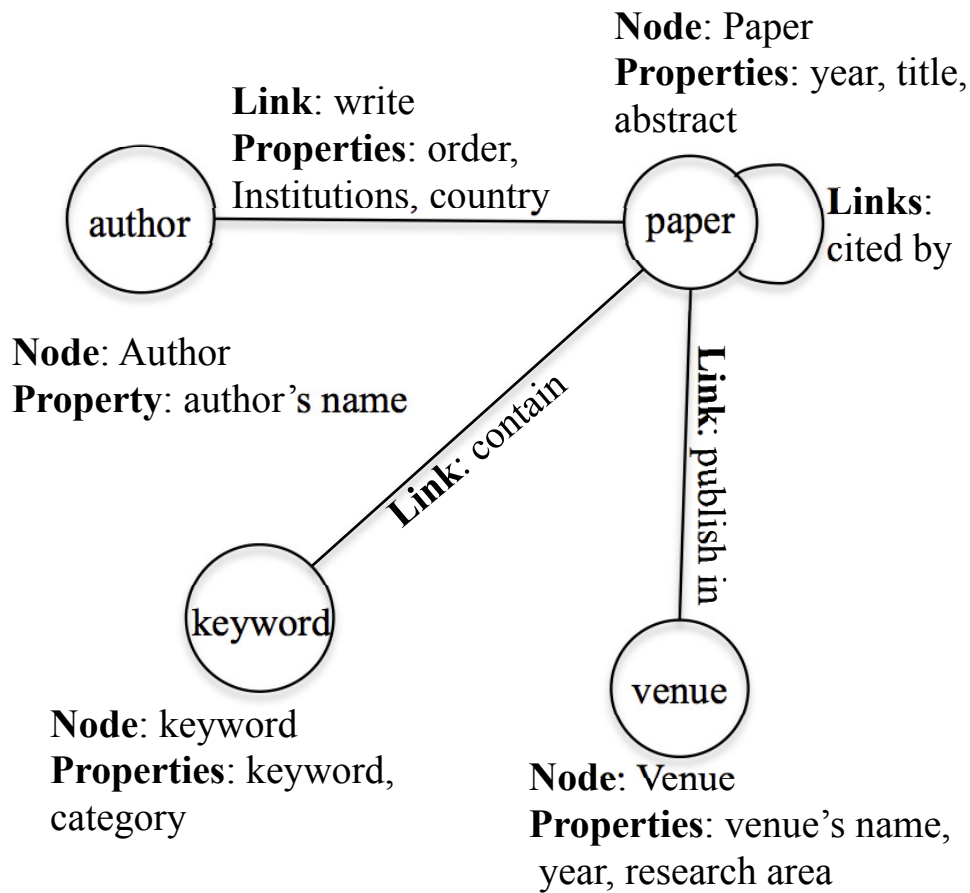 Node: Paper
Properties: year, title,
abstract
Link: write
Properties: order,
Institutions, country
author
paper
Links:
cited by
Node: Author
Property: author’s name
Link: contain
Link: publish in
keyword
venue
Node: keyword
Properties: keyword,
category
Node: Venue
Properties: venue’s name,
year, research area